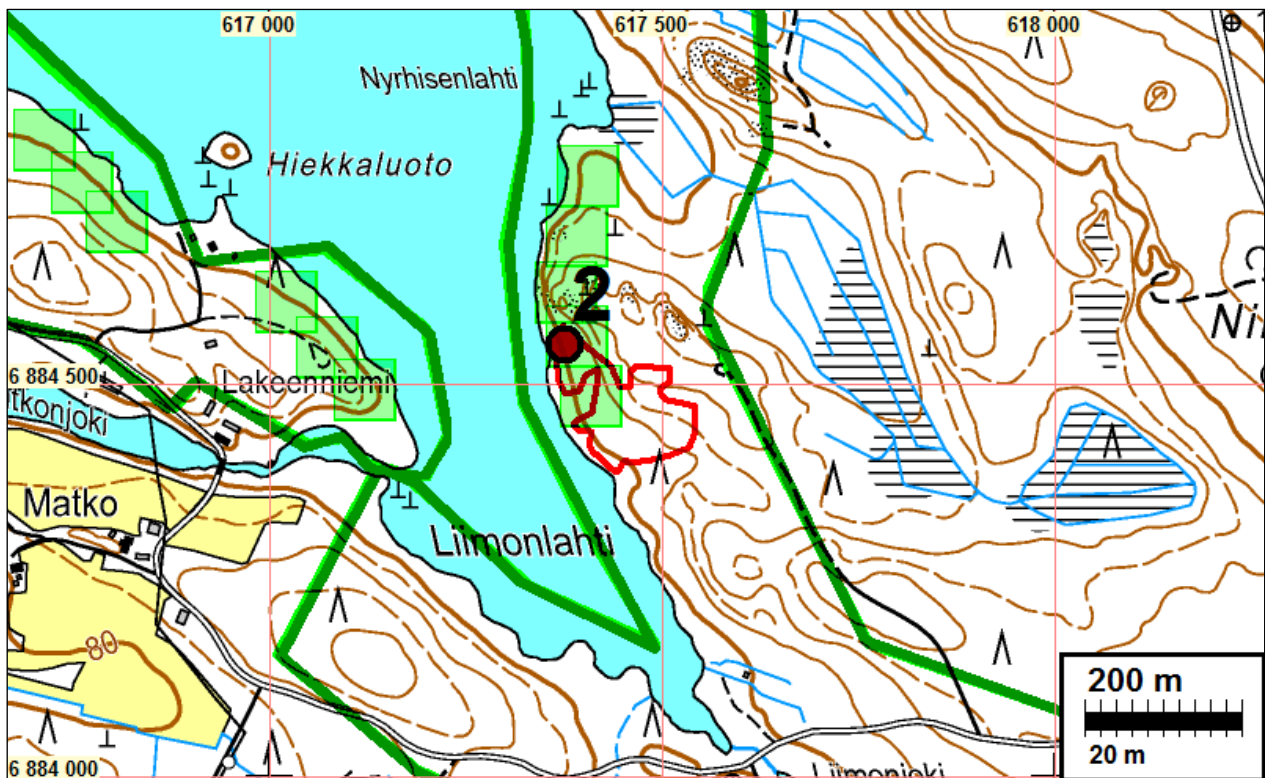 617 000
617 500
618 000
Nyrhisenlahti
Hiekkaluoto
2
6 884 500
Lakeenniemi
tkonjoki
Matko
Liimonlahti
80
200 m
20 m
6 884 000
Liimonjoki